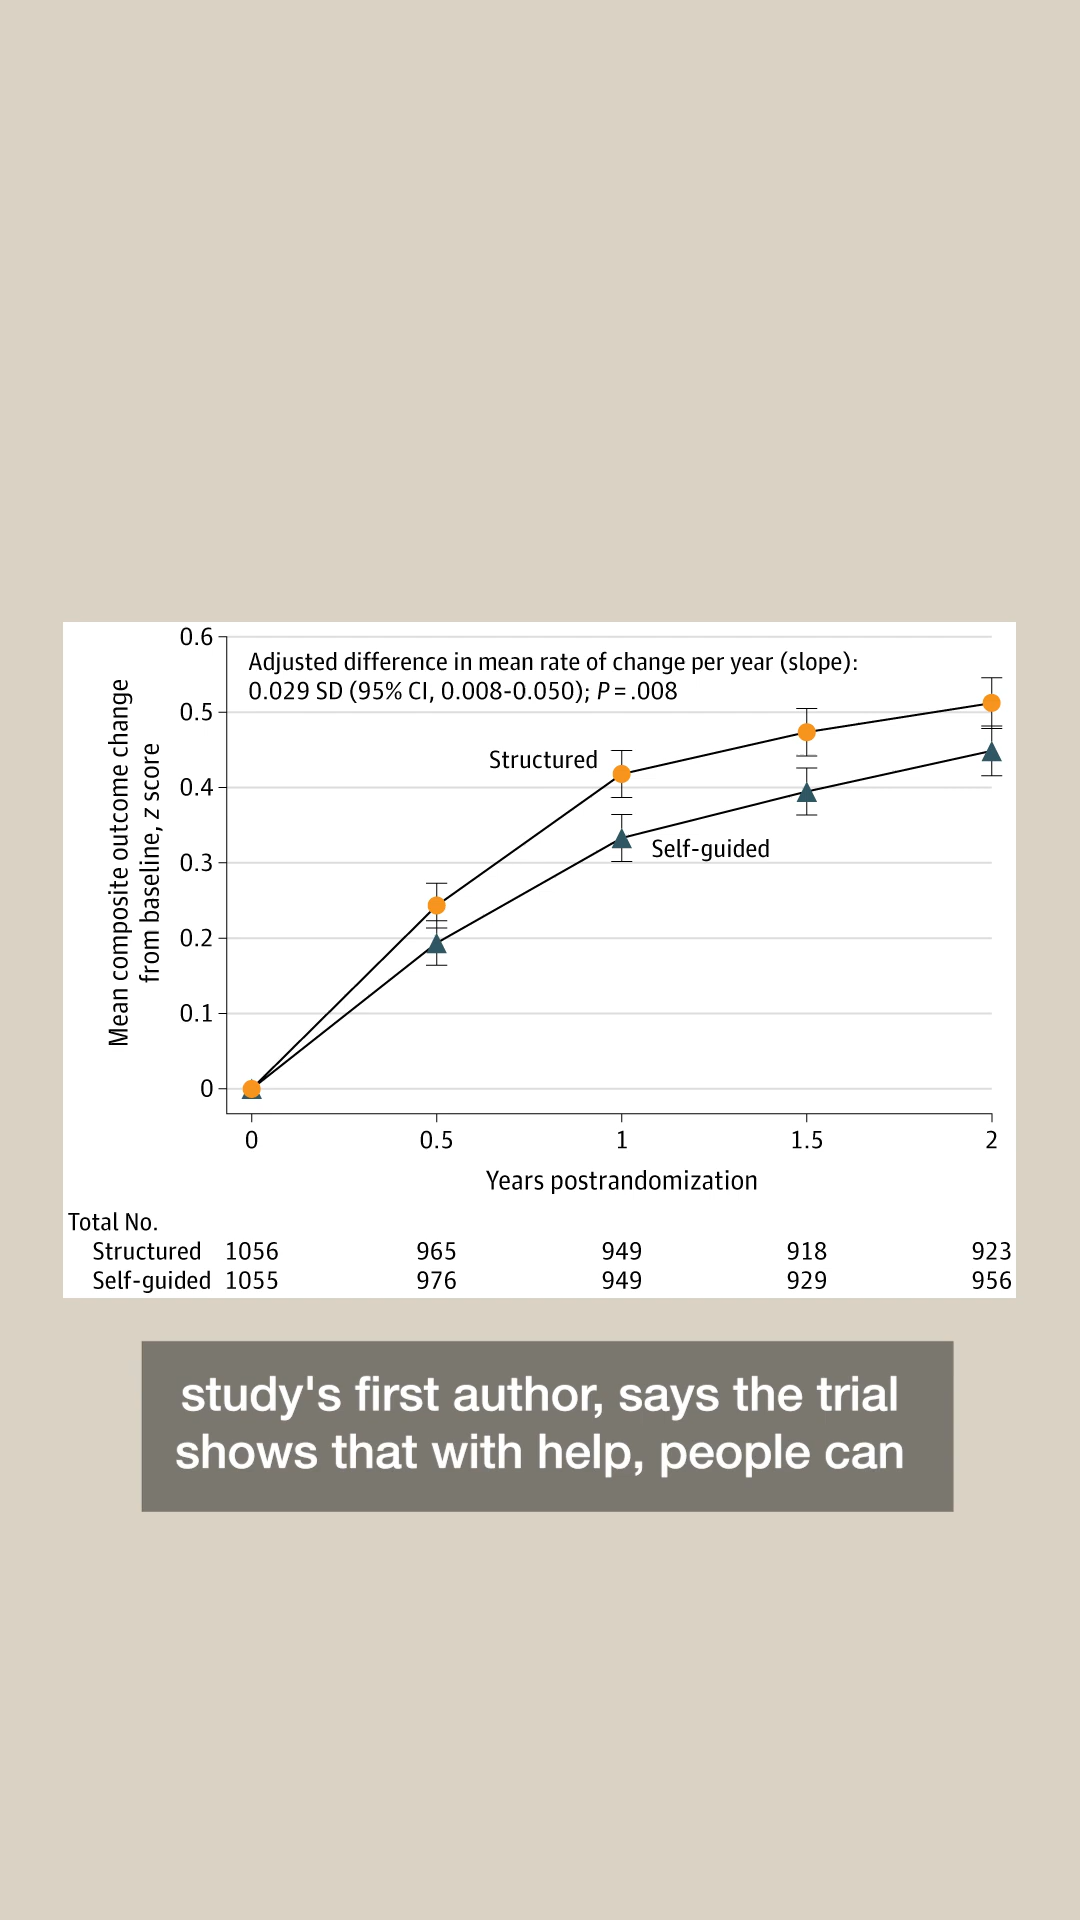 Mean composite outcome change
from baseline, z score
0.6
0.5
0.4
0.3
0.2
0.1
0
Adjusted difference in mean rate of change per year (slope):
0.029 SD (95% CI, 0.008-0.050); P = .008
Structured
Self-guided
0 0.5 1 1.5 2
Years postrandomization
Total No.
Structured 1056 965 949 918 923
Self-guided 1055 976 949 929 956
study's first author, says the trial
shows that with help, people can